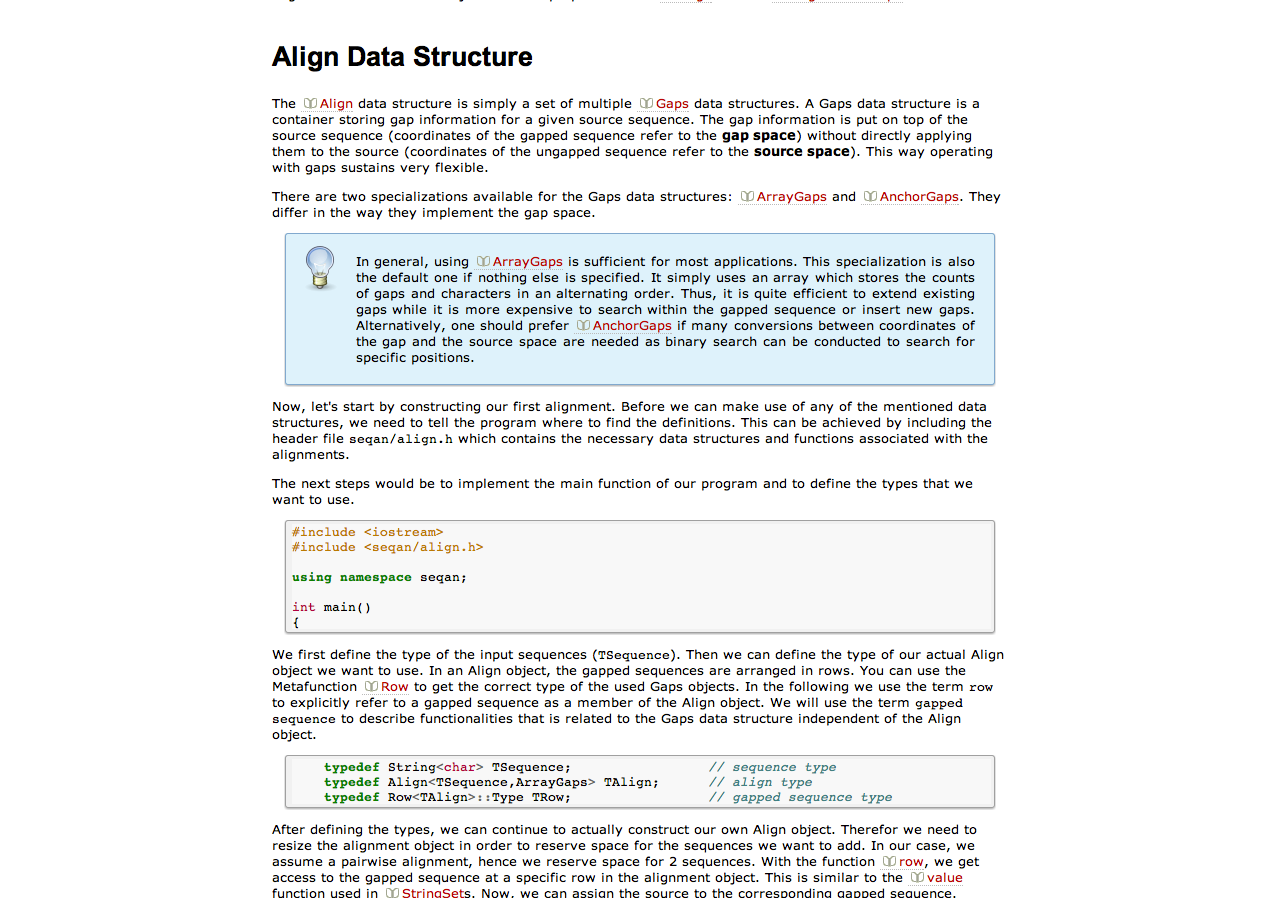 Align Data Structure
The Align data structure is simply a set of multiple Gaps data structures. A Gaps data structure is a
container storing gap information for a given source sequence. The gap information is put on top of the
source sequence (coordinates of the gapped sequence refer to the gap space) without directly applying
them to the source (coordinates of the ungapped sequence refer to the source space). This way operating
with gaps sustains very flexible.
There are two specializations available for the Gaps data structures: ArrayGaps and AnchorGaps. They
differ in the way they implement the gap space.
In general, using ArrayGaps is sufficient for most applications. This specialization is also
the default one if nothing else is specified. It simply uses an array which stores the counts
of gaps and characters in an alternating order. Thus, it is quite efficient to extend existing
gaps while it is more expensive to search within the gapped sequence or insert new gaps.
Alternatively, one should prefer AnchorGaps if many conversions between coordinates of
the gap and the source space are needed as binary search can be conducted to search for
specific positions.
Now, let's start by constructing our first alignment. Before we can make use of any of the mentioned data
structures, we need to tell the program where to find the definitions. This can be achieved by including the
header file seqan/align.h which contains the necessary data structures and functions associated with the
alignments.
The next steps would be to implement the main function of our program and to define the types that we
want to use.
#include <iostream>
#include <seqan/align.h>
using namespace seqan;
int main()
{
We first define the type of the input sequences (TSequence). Then we can define the type of our actual Align
object we want to use. In an Align object, the gapped sequences are arranged in rows. You can use the
Metafunction Row to get the correct type of the used Gaps objects. In the following we use the term row
to explicitly refer to a gapped sequence as a member of the Align object. We will use the term gapped
sequence to describe functionalities that is related to the Gaps data structure independent of the Align
object.
typedef String<char> TSequence; // sequence type
typedef Align<TSequence,ArrayGaps> TAlign; // align type
typedef Row<TAlign>::Type TRow; // gapped sequence type
After defining the types, we can continue to actually construct our own Align object. Therefor we need to
resize the alignment object in order to reserve space for the sequences we want to add. In our case, we
assume a pairwise alignment, hence we reserve space for 2 sequences. With the function row, we get
access to the gapped sequence at a specific row in the alignment object. This is similar to the value
function used in StringSets. Now, we can assign the source to the corresponding gapped sequence.